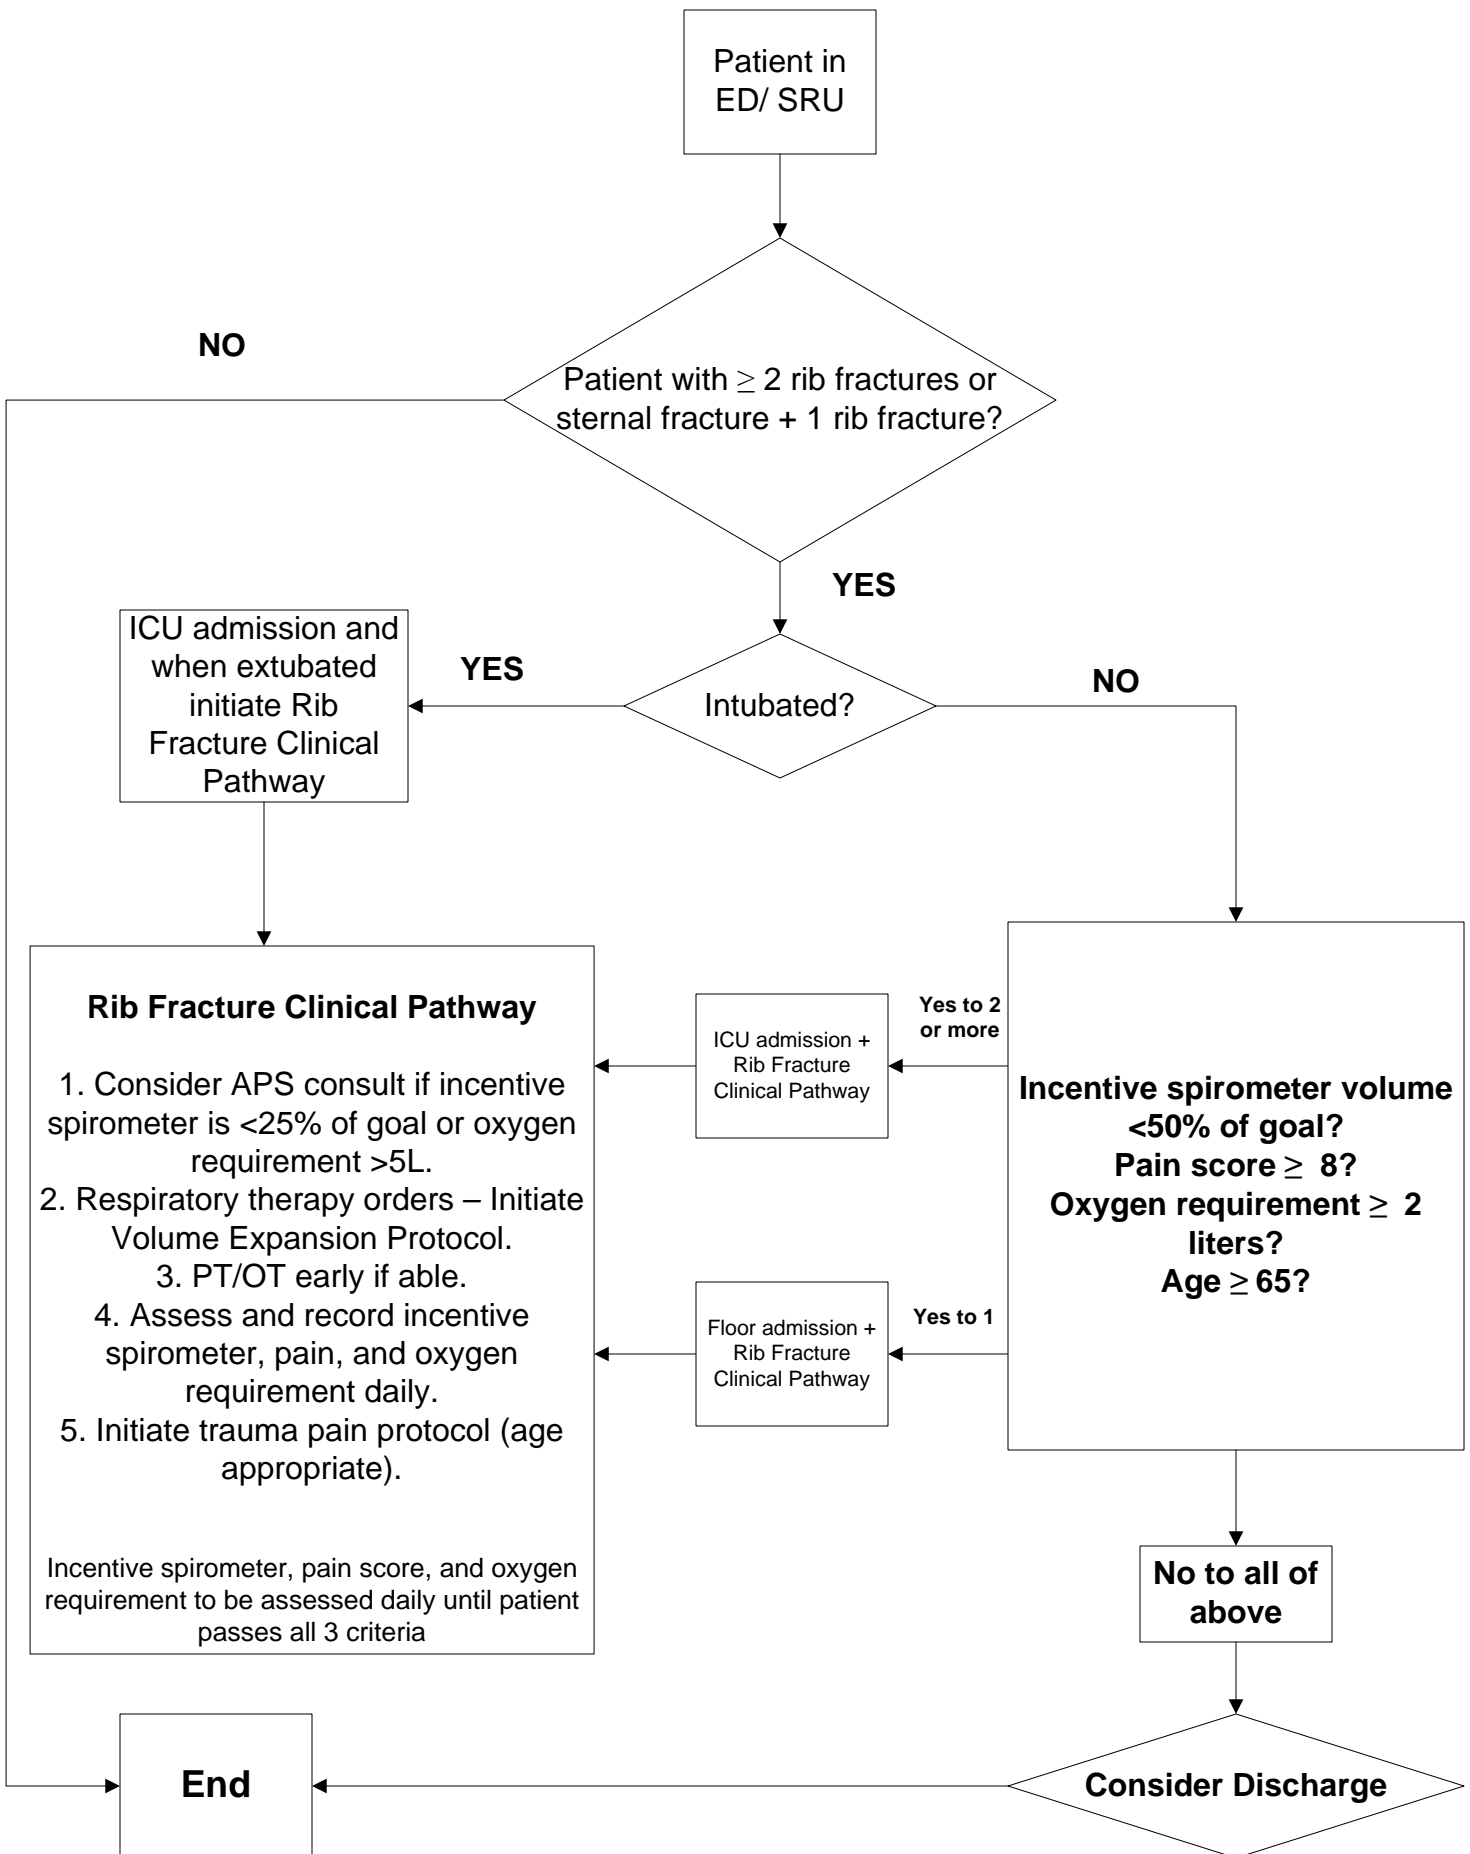 Patient in
ED/ SRU
NO
Patient with ≥ 2 rib fractures or
sternal fracture + 1 rib fracture?
YES
ICU admission and
when extubated
initiate Rib
Fracture Clinical
Pathway
YES
Intubated?
NO
Rib Fracture Clinical Pathway
1. Consider APS consult if incentive
spirometer is <25% of goal or oxygen
requirement >5L.
2. Respiratory therapy orders – Initiate
Volume Expansion Protocol.
3. PT/OT early if able.
4. Assess and record incentive
spirometer, pain, and oxygen
requirement daily.
5. Initiate trauma pain protocol (age
appropriate).
Incentive spirometer, pain score, and oxygen
requirement to be assessed daily until patient
passes all 3 criteria
ICU admission +
Rib Fracture
Clinical Pathway
Yes to 2
or more
Floor admission +
Rib Fracture
Clinical Pathway
Yes to 1
Incentive spirometer volume
<50% of goal?
Pain score ≥ 8?
Oxygen requirement ≥ 2
liters?
Age ≥ 65?
No to all of
above
End
Consider Discharge